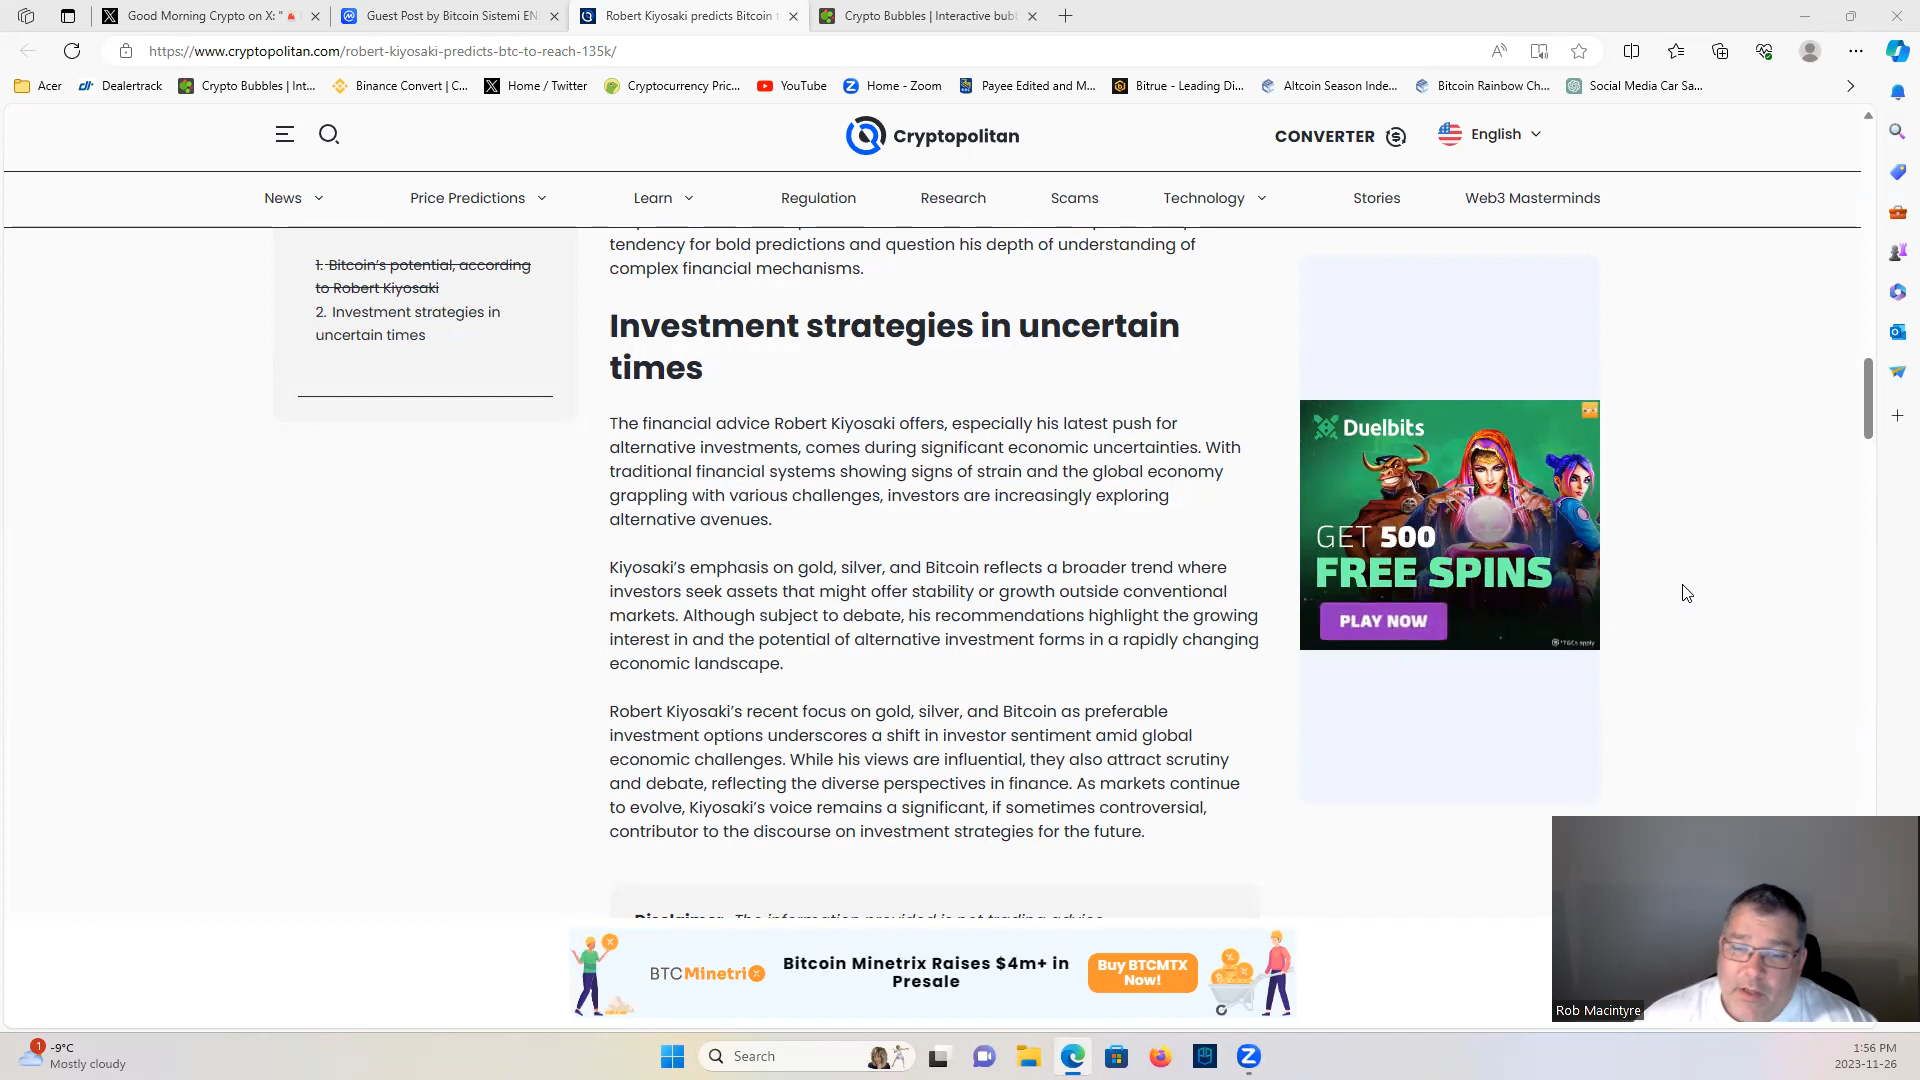 Good Morning Crypto on X: "
Guest Post by Bitcoin Sistemi EN
Robert Kiyosaki predicts Bitcoin t
Crypto Bubbles | Interactive bubb
https://www.cryptopolitan.com/robert-kiyosaki-predicts-btc-to-reach-135k/
Acer
Dealertrack
Crypto Bubbles | Int...
Binance Convert | C...
Home / Twitter
Cryptocurrency Pric...
YouTube
Home - Zoom
Payee Edited and M...
Bitrue - Leading Di...
Altcoin Season Inde...
Bitcoin Rainbow Ch...
Social Media Car Sa...
Cryptopolitan
CONVERTER
English
News
Price Predictions
Learn
Regulation
Research
Scams
Technology
Stories
Web3 Masterminds
1. Bitcoin's potential, according
to Robert Kiyosaki
2. Investment strategies in
uncertain times
tendency for bold predictions and question his depth of understanding of
complex financial mechanisms.
Investment strategies in uncertain
times
The financial advice Robert Kiyosaki offers, especially his latest push for
alternative investments, comes during significant economic uncertainties. With
traditional financial systems showing signs of strain and the global economy
grappling with various challenges, investors are increasingly exploring
alternative avenues.
Kiyosaki's emphasis on gold, silver, and Bitcoin reflects a broader trend where
investors seek assets that might offer stability or growth outside conventional
markets. Although subject to debate, his recommendations highlight the growing
interest in and the potential of alternative investment forms in a rapidly changing
economic landscape.
Robert Kiyosaki's recent focus on gold, silver, and Bitcoin as preferable
investment options underscores a shift in investor sentiment amid global
economic challenges. While his views are influential, they also attract scrutiny
and debate, reflecting the diverse perspectives in finance. As markets continue
to evolve, Kiyosaki's voice remains a significant, if sometimes controversial,
contributor to the discourse on investment strategies for the future.
Disclaimer. The information provided is not trading advice.
Duelbits
GET 500
FREE SPINS
PLAY NOW
*T&Cs apply
BTCMinetrix
Bitcoin Minetrix Raises $4m+ in
Presale
Buy BTCMTX
Now!
Rob Macintyre
1
-9°C
Mostly cloudy
Search
1:56 PM
2023-11-26